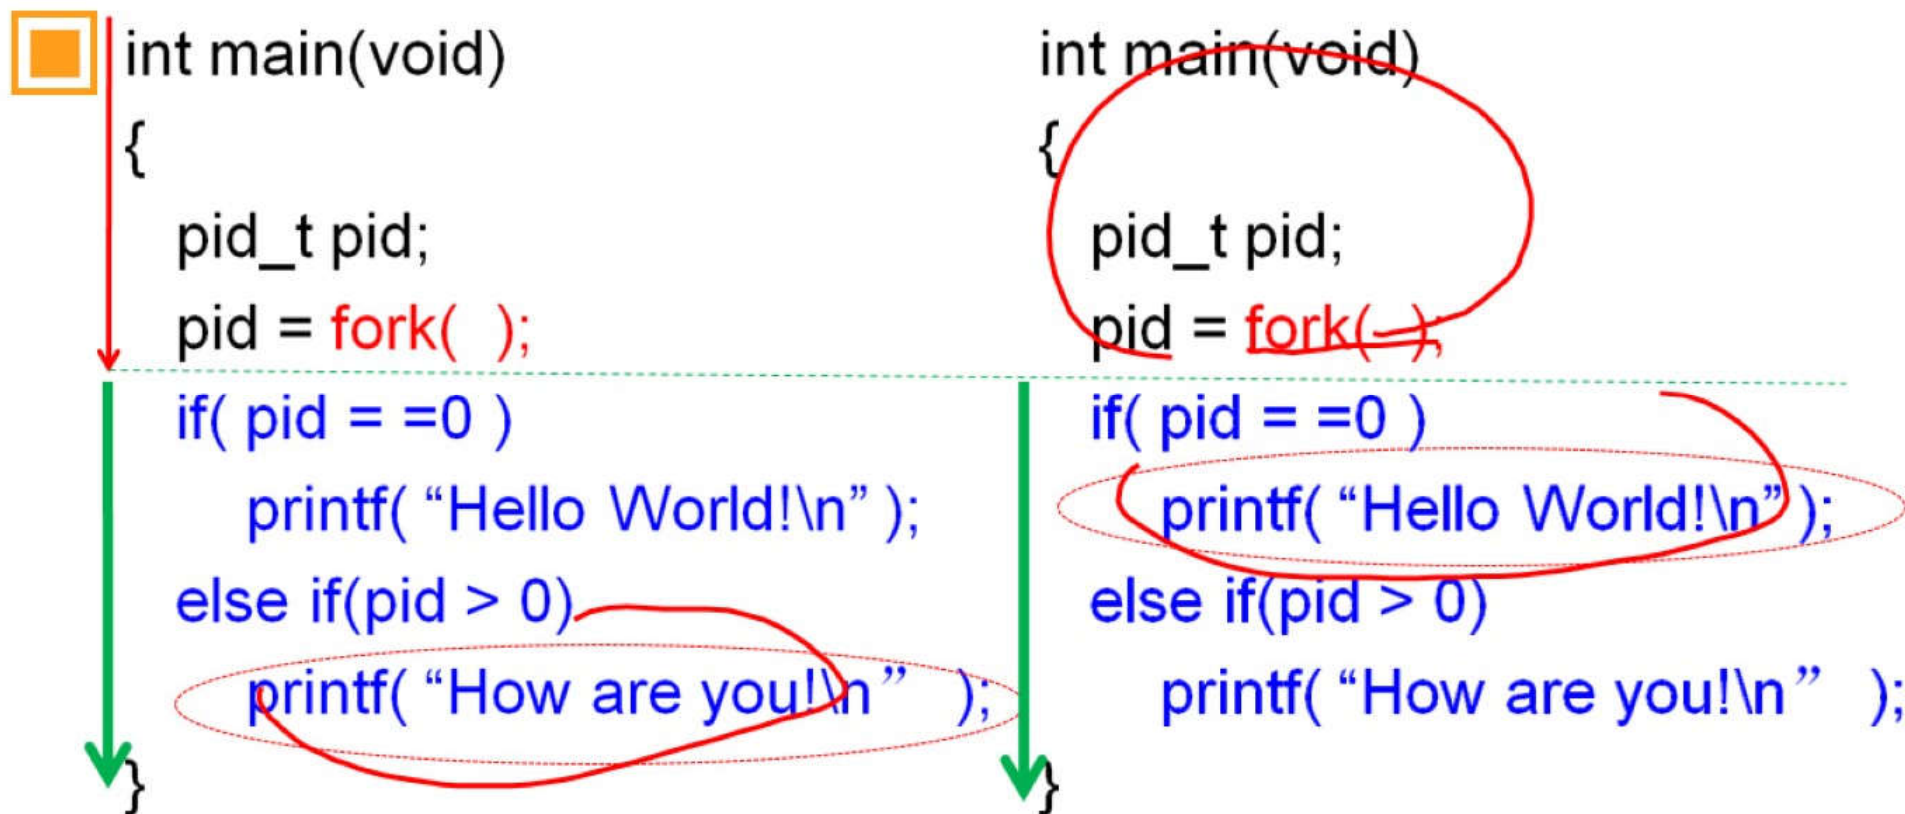 int main(void)
{
pid_t pid;
pid = fork(  );
if( pid = =0 )
printf( “Hello World!\n” );
else if(pid > 0)
printf( “How are you!\n”  );
}
int main(void)
{
pid_t pid;
pid = fork(  );
if( pid = =0 )
printf( “Hello World!\n” );
else if(pid > 0)
printf( “How are you!\n”  );
}